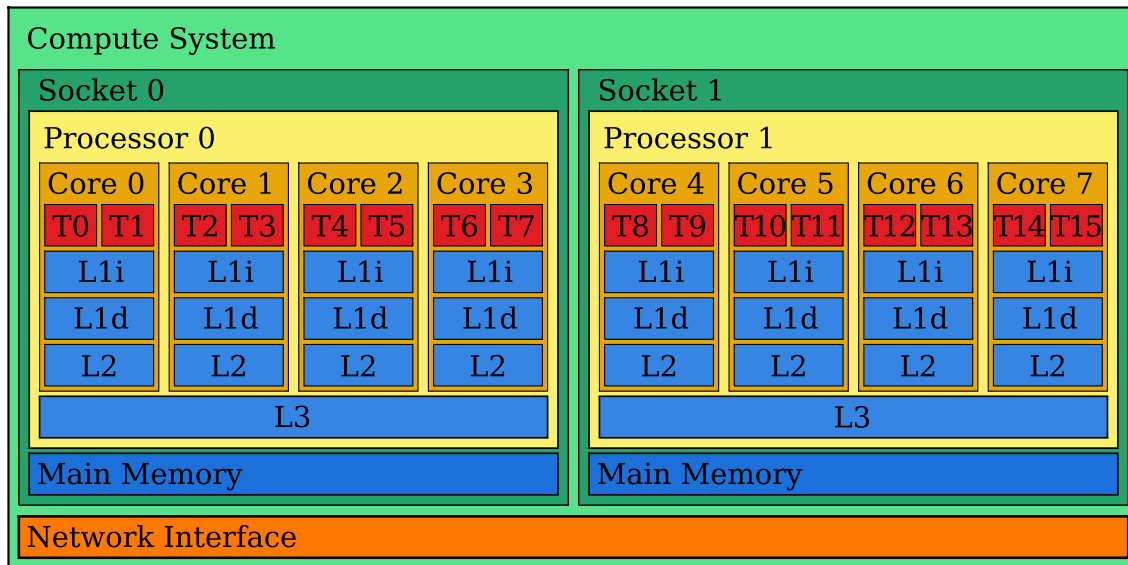 Compute System
Socket 0
Processor 0
Core 0 Core 1 Core 2 Core 3
T0 T1 T2 T3 T4 T5 T6 T7
L1i L1i L1i L1i
L1d L1d L1d L1d
L2 L2 L2 L2
L3
Main Memory
Socket 1
Processor 1
Core 4 Core 5 Core 6 Core 7
T8 T9 T10 T11 T12 T13 T14 T15
L1i L1i L1i L1i
L1d L1d L1d L1d
L2 L2 L2 L2
L3
Main Memory
Network Interface